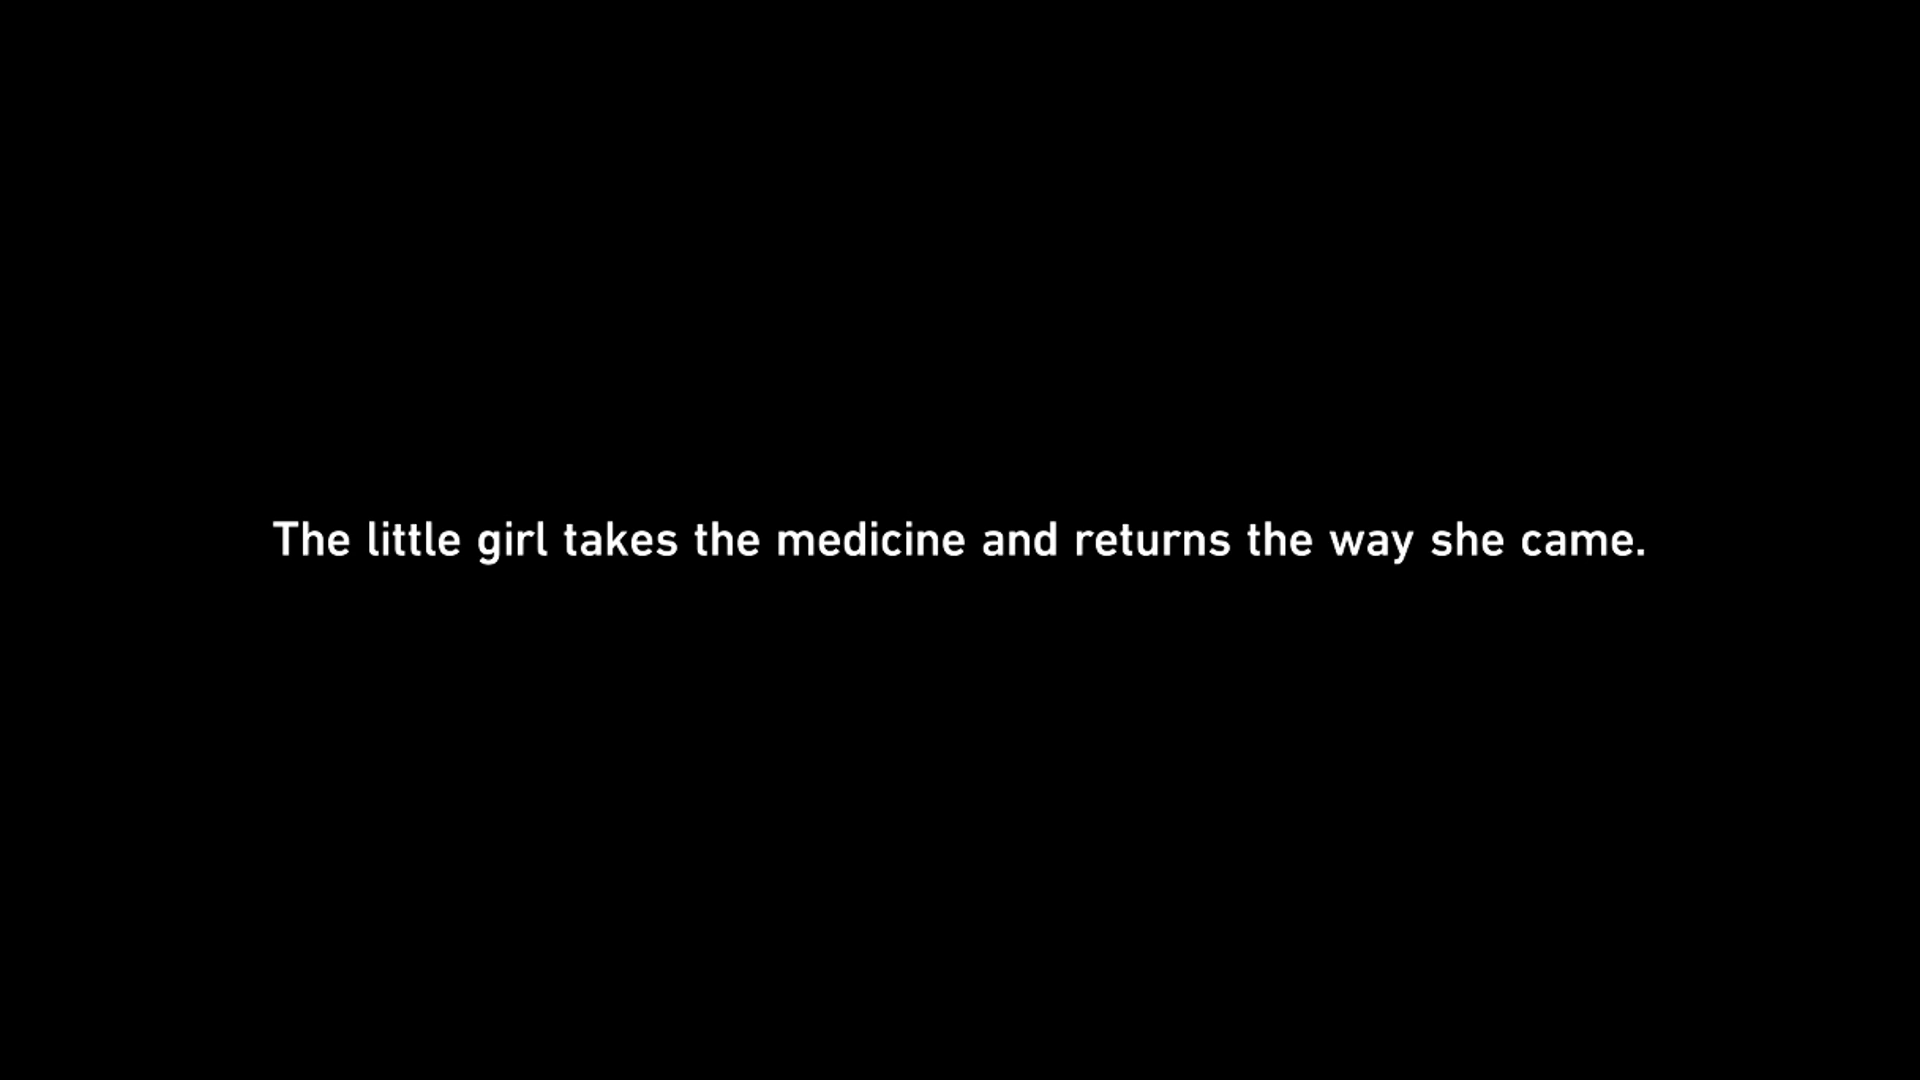 The little girl takes the medicine and returns the way she came.